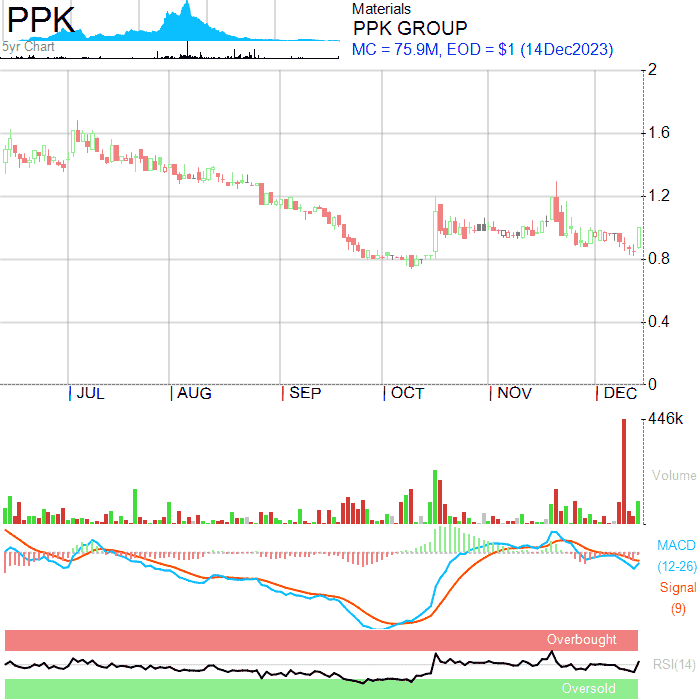 PPK
5yr Chart
Materials
PPK GROUP
MC = 75.9M, EOD = $1 (14Dec2023)
2
1.6
1.2
0.8
0.4
0
JUL
AUG
SEP
OCT
NOV
DEC
446k
Volume
MACD
(12-26)
Signal
(9)
Overbought
RSI(14)
Oversold